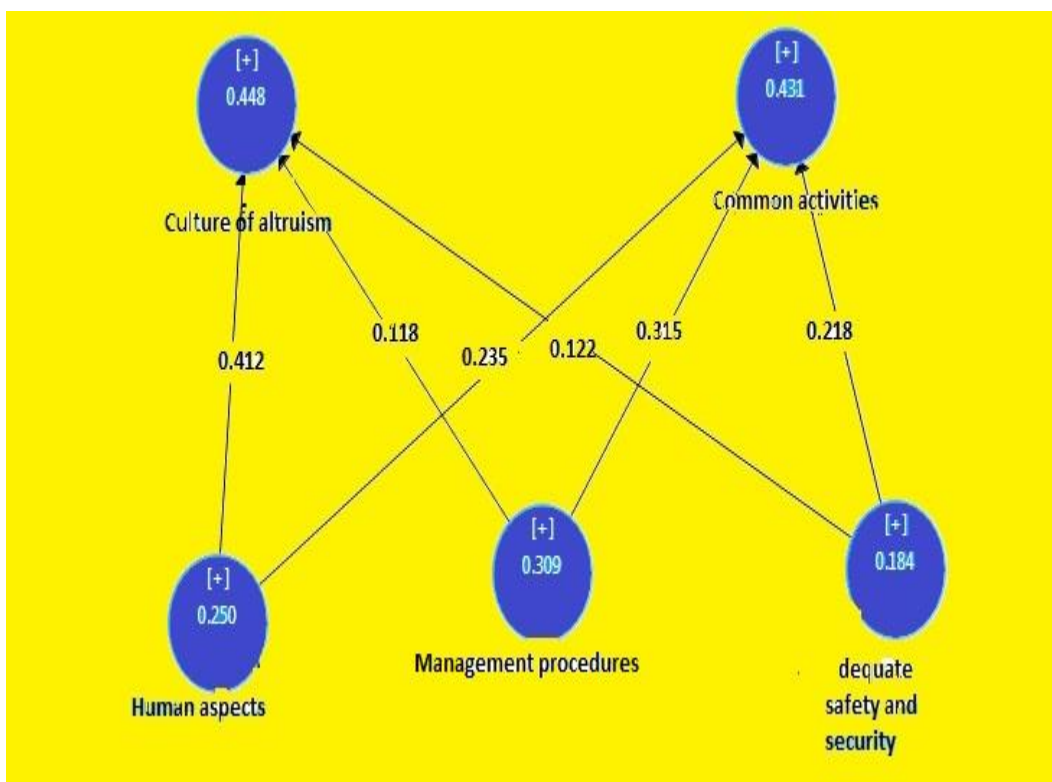 [+]
0.448
[+]
0.431
Culture of altruism
Common activities
0.412
0.118
0.235
0.122
0.315
0.218
[+]
0.250
[+]
0.309
[+]
0.184
Human aspects
Management procedures
dequate
safety and
security